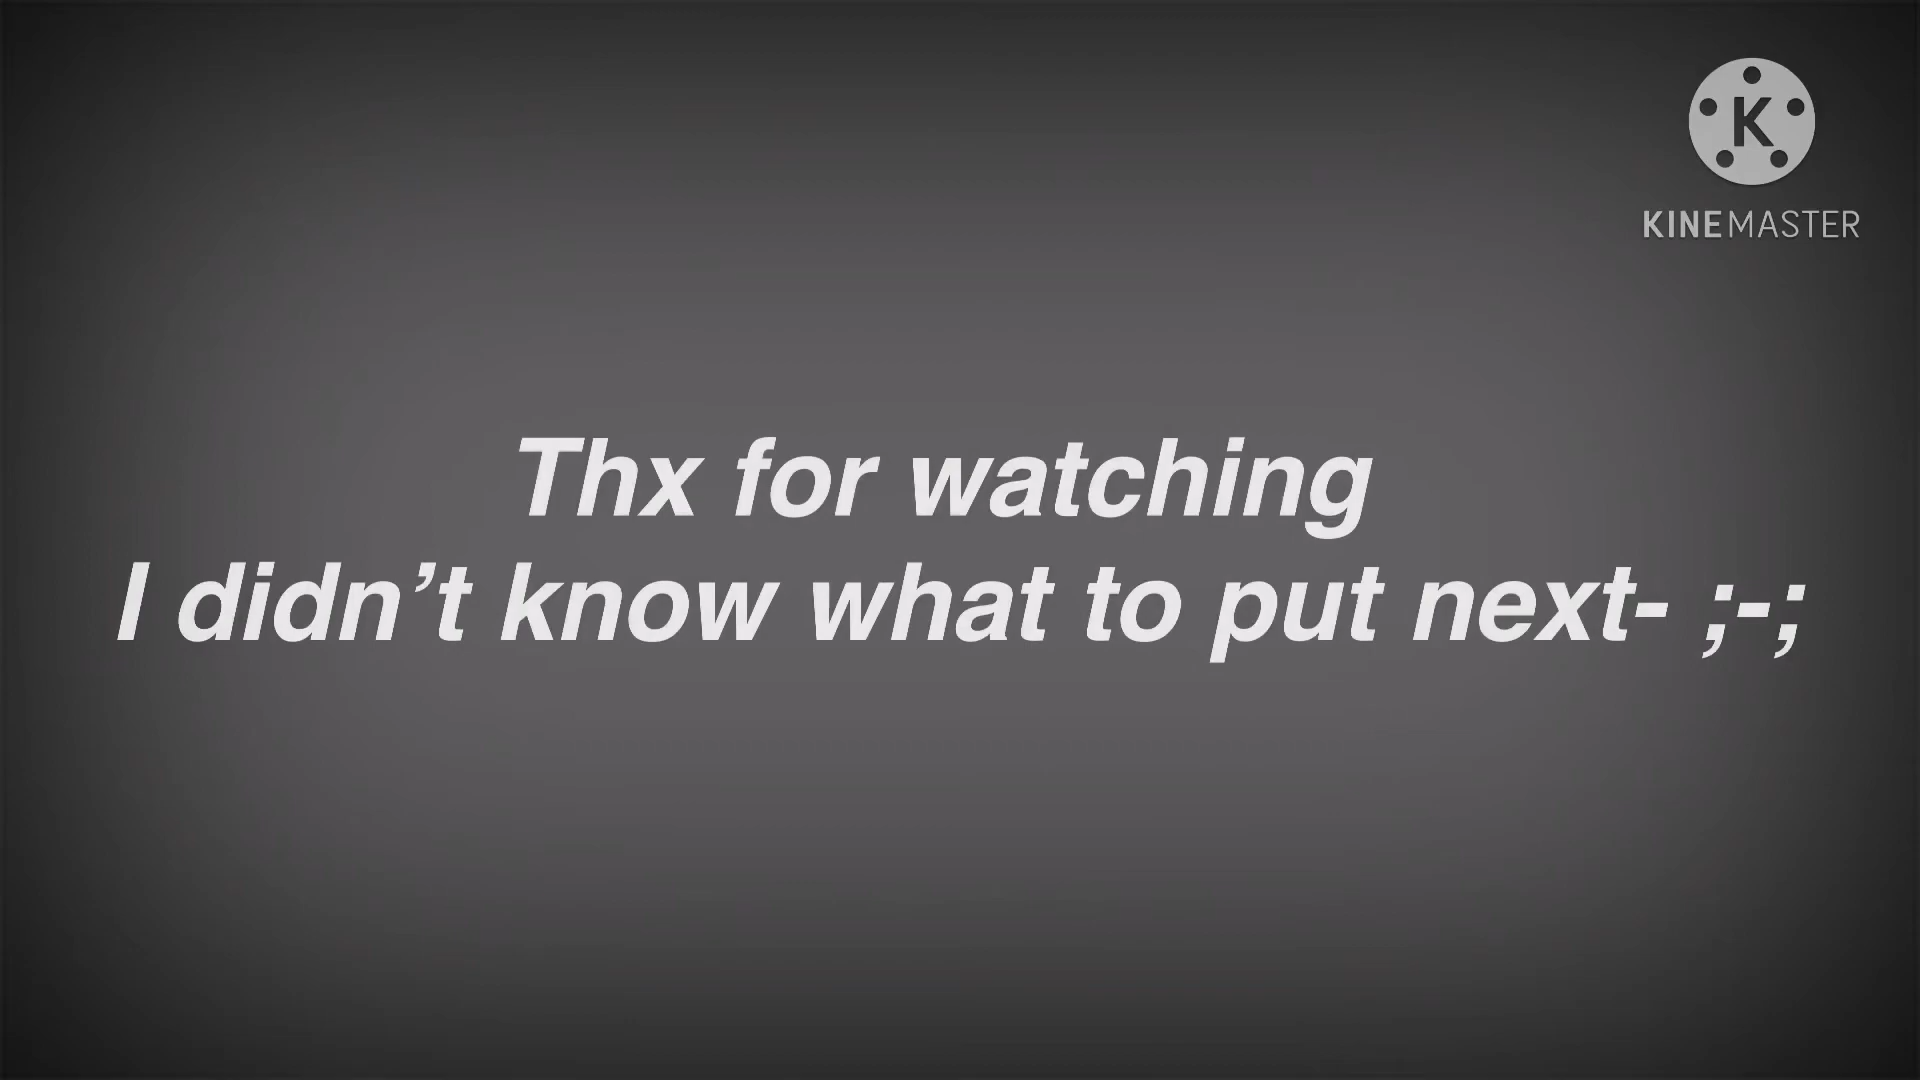 K
KINEMASTER
Thx for watching
I didn’t know what to put next- ;-;